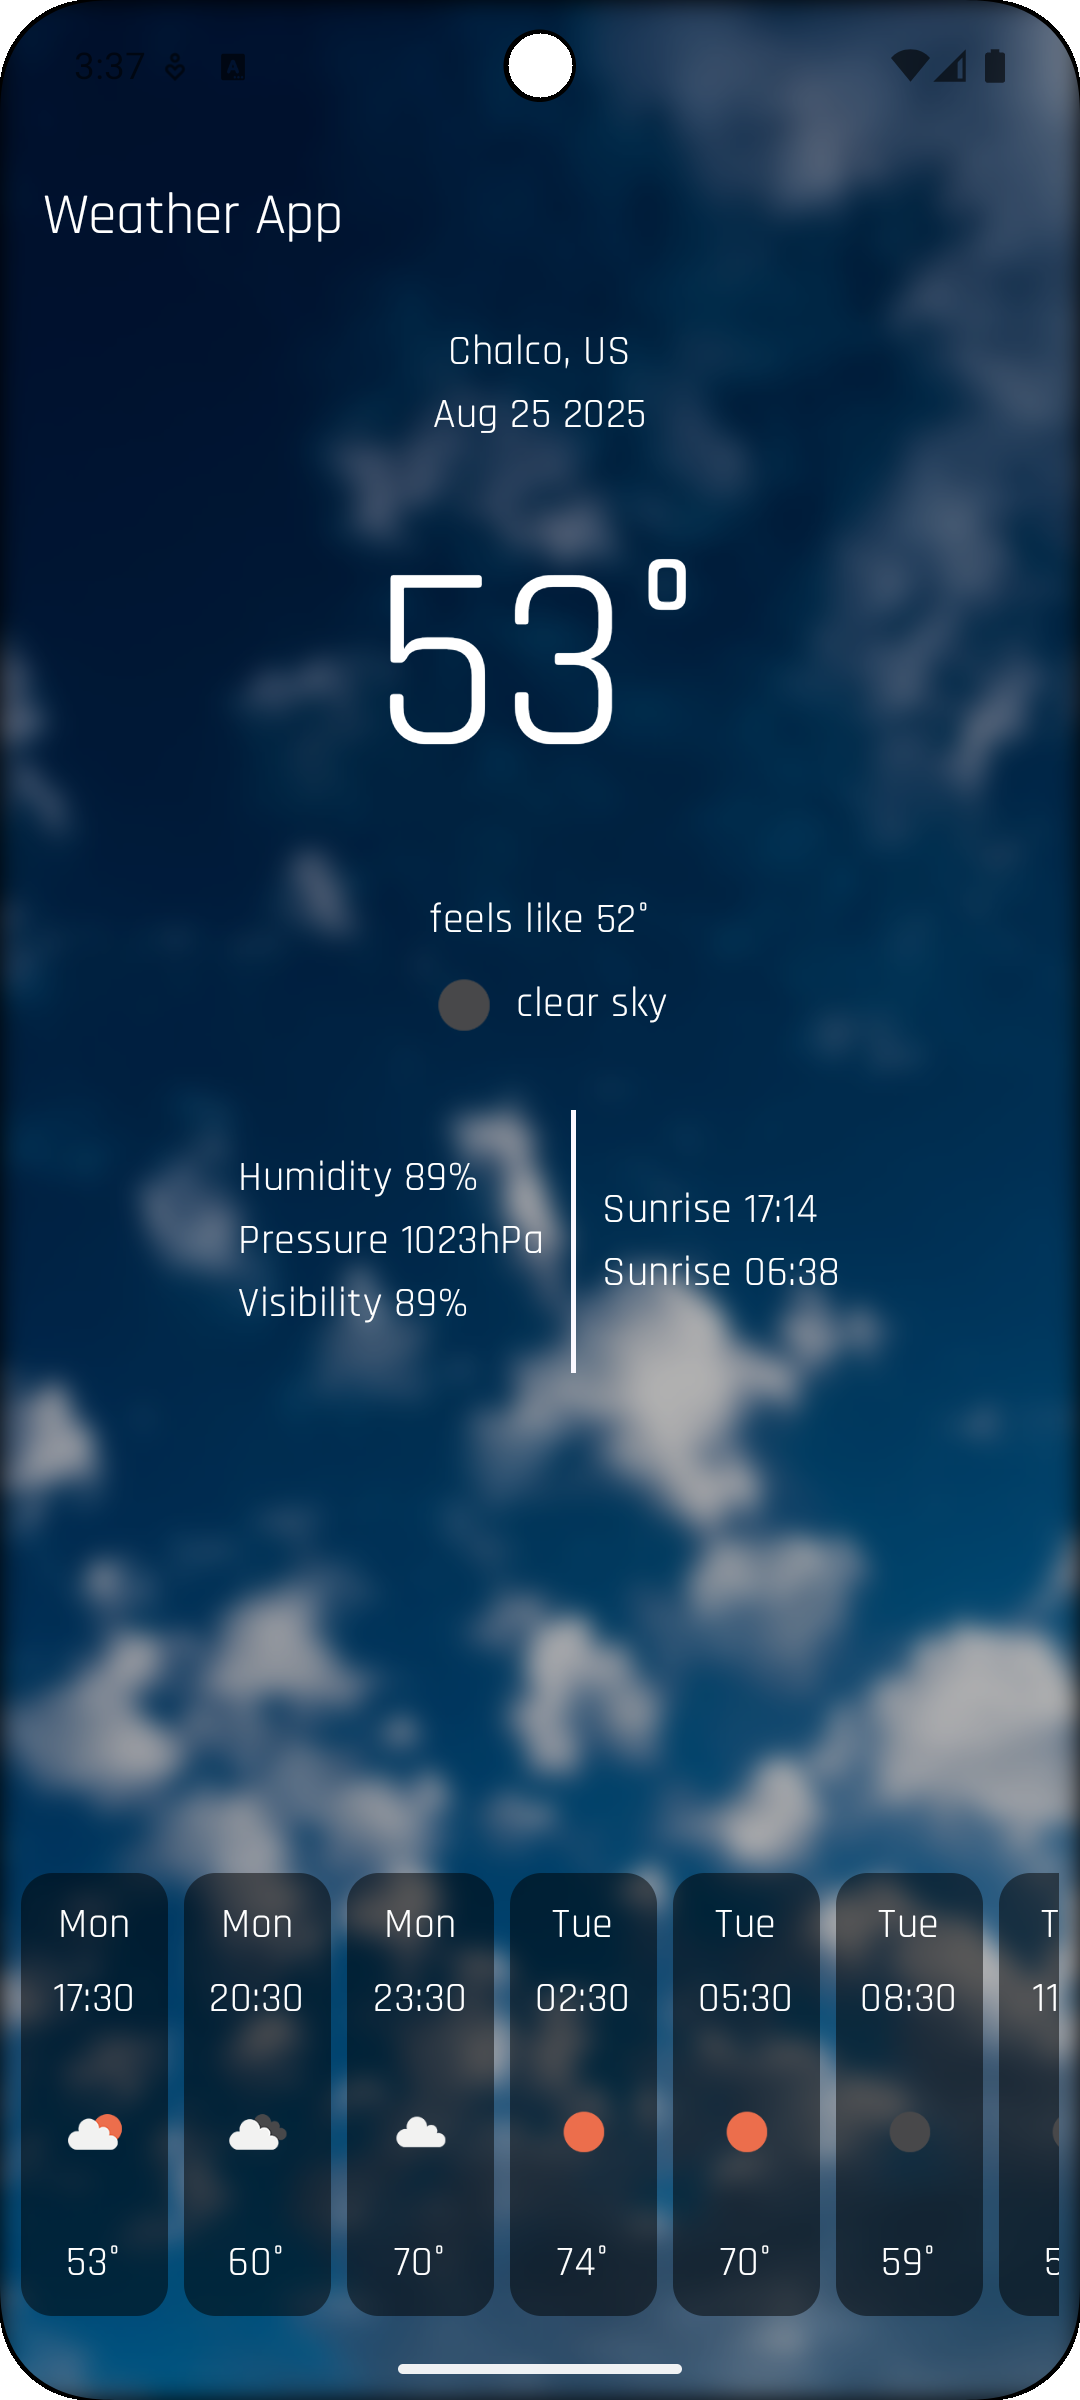 3:37
Weather App
Chalco, US
Aug 25 2025
53°
feels like 52°
clear sky
Humidity 89%
Pressure 1023hPa
Visibility 89%
Sunrise 17:14
Sunrise 06:38
Mon Mon Mon Tue Tue Tue T
17:30 20:30 23:30 02:30 05:30 08:30 11
53° 60° 70° 74° 70° 59° 5